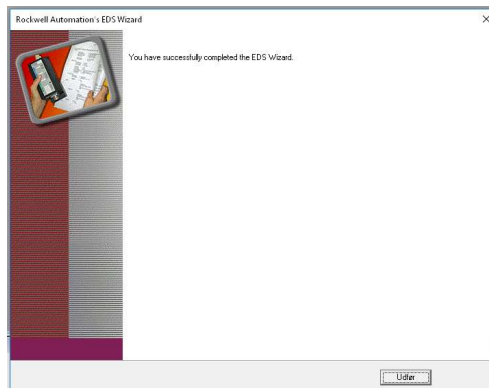 Rockwell Automation's EDS Wizard
You have successfully completed the EDS Wizard.
Udfør